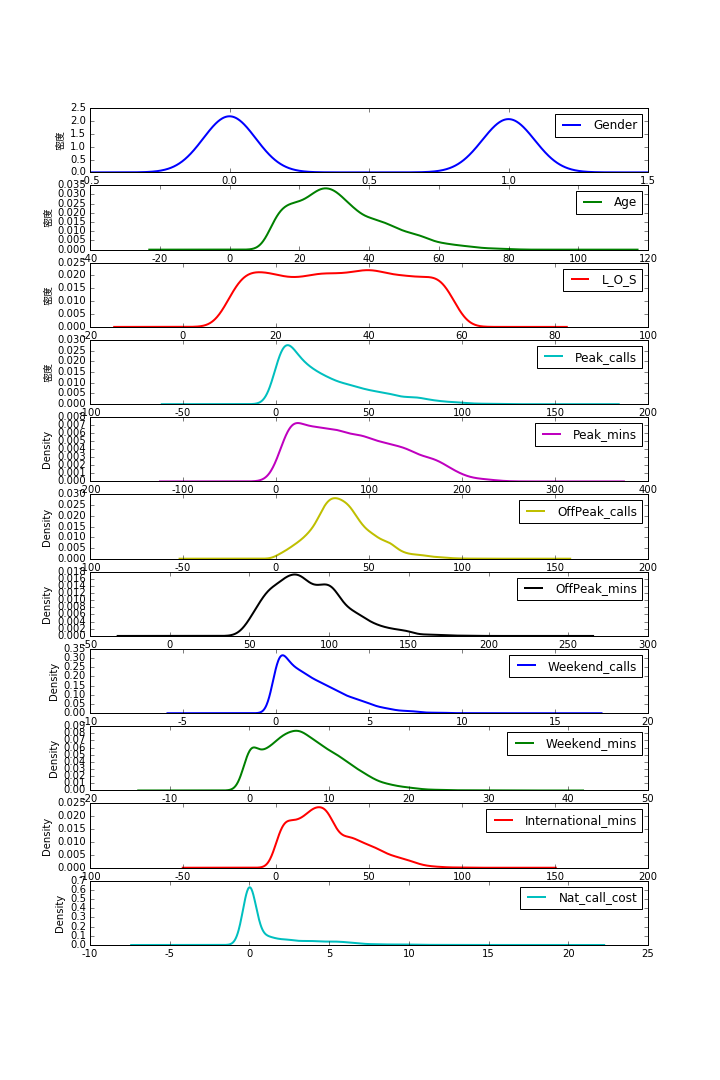 2.5
2.0
1.5
1.0
0.5
0.0
密度
Gender
-0.5 0.0 0.5 1.0 1.5
0.035
0.030
0.025
0.020
0.015
0.010
0.005
0.000
密度
Age
-40 -20 0 20 40 60 80 100 120
0.025
0.020
0.015
0.010
0.005
0.000
密度
L_O_S
-20 0 20 40 60 80 100
0.030
0.025
0.020
0.015
0.010
0.005
0.000
密度
Peak_calls
-100 -50 0 50 100 150 200
0.008
0.007
0.006
0.005
0.004
0.003
0.002
0.001
0.000
Density
Peak_mins
-200 -100 0 100 200 300 400
0.030
0.025
0.020
0.015
0.010
0.005
0.000
Density
OffPeak_calls
-100 -50 0 50 100 150 200
0.018
0.016
0.014
0.012
0.010
0.008
0.006
0.004
0.002
0.000
Density
OffPeak_mins
-50 0 50 100 150 200 250 300
0.35
0.30
0.25
0.20
0.15
0.10
0.05
0.00
Density
Weekend_calls
-10 -5 0 5 10 15 20
0.09
0.08
0.07
0.06
0.05
0.04
0.03
0.02
0.01
0.00
Density
Weekend_mins
-20 -10 0 10 20 30 40 50
0.025
0.020
0.015
0.010
0.005
0.000
Density
International_mins
-100 -50 0 50 100 150 200
0.7
0.6
0.5
0.4
0.3
0.2
0.1
0.0
Density
Nat_call_cost
-10 -5 0 5 10 15 20 25